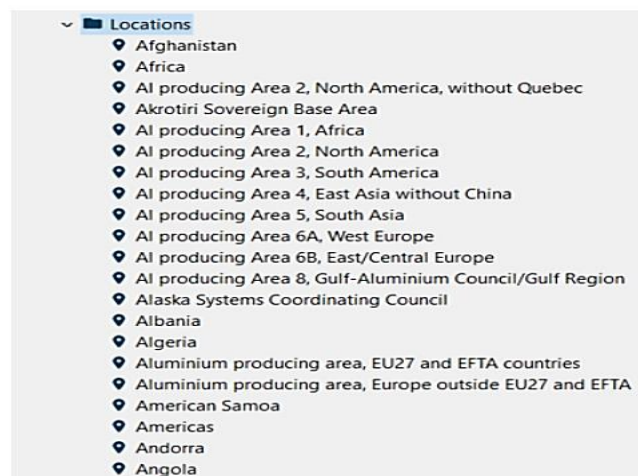 Locations
Afghanistan
Africa
Al producing Area 2, North America, without Quebec
Akrotiri Sovereign Base Area
Al producing Area 1, Africa
Al producing Area 2, North America
Al producing Area 3, South America
Al producing Area 4, East Asia without China
Al producing Area 5, South Asia
Al producing Area 6A, West Europe
Al producing Area 6B, East/Central Europe
Al producing Area 8, Gulf-Aluminium Council/Gulf Region
Alaska Systems Coordinating Council
Albania
Algeria
Aluminium producing area, EU27 and EFTA countries
Aluminium producing area, Europe outside EU27 and EFTA
American Samoa
Americas
Andorra
Angola